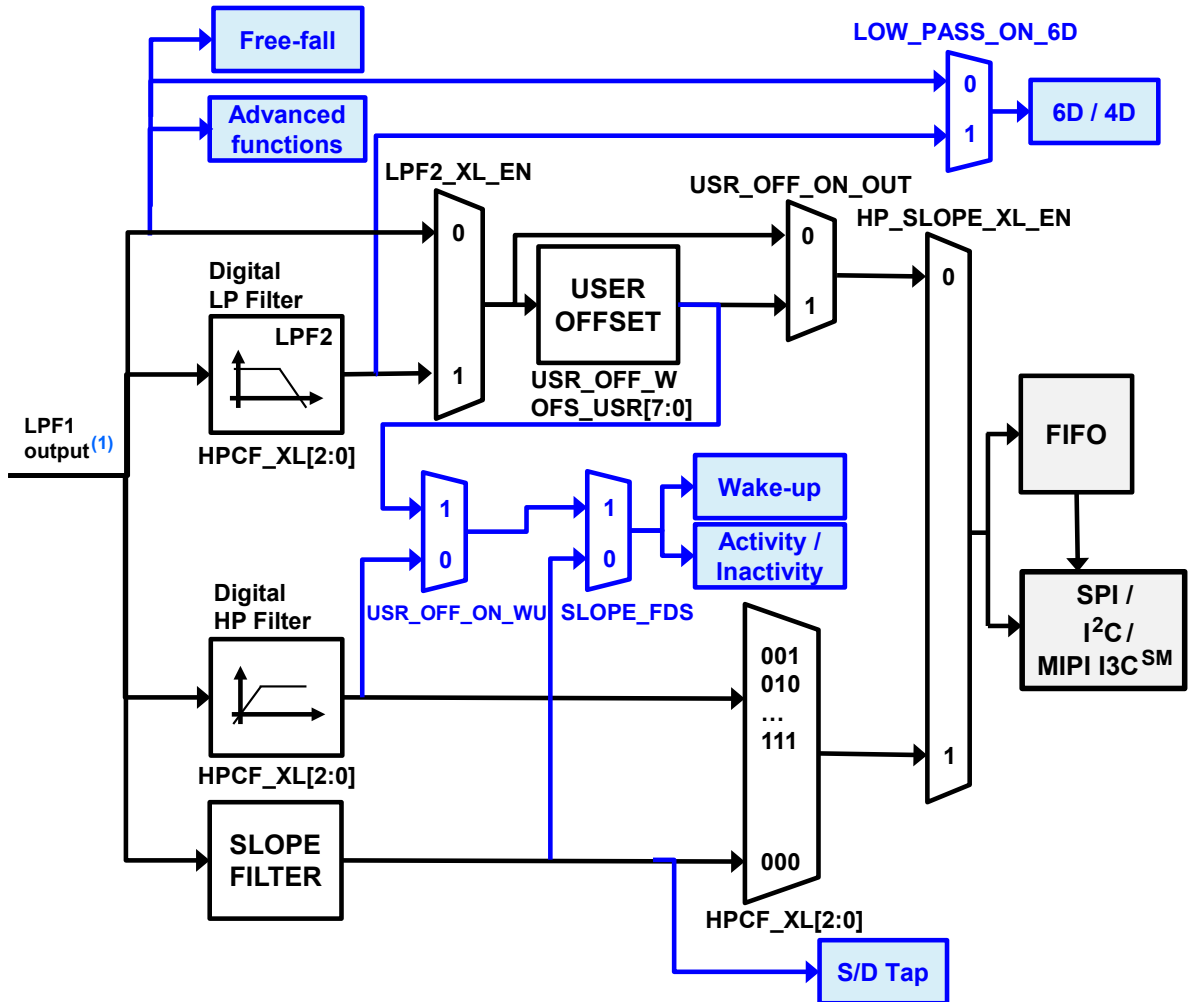 Free-fall
LOW_PASS_ON_6D
0
1
6D / 4D
Advanced
functions
LPF2_XL_EN
0
1
USR_OFF_ON_OUT
0
1
HP_SLOPE_XL_EN
0
1
Digital
LP Filter
LPF2
HPCF_XL[2:0]
USER
OFFSET
USR_OFF_W
OFS_USR[7:0]
LPF1
output(1)
FIFO
SPI /
I2C /
MIPI I3C SM
1
0
USR_OFF_ON_WU
1
0
SLOPE_FDS
Wake-up
Activity /
Inactivity
Digital
HP Filter
HPCF_XL[2:0]
SLOPE
FILTER
001
010
...
111
000
HPCF_XL[2:0]
S/D Tap